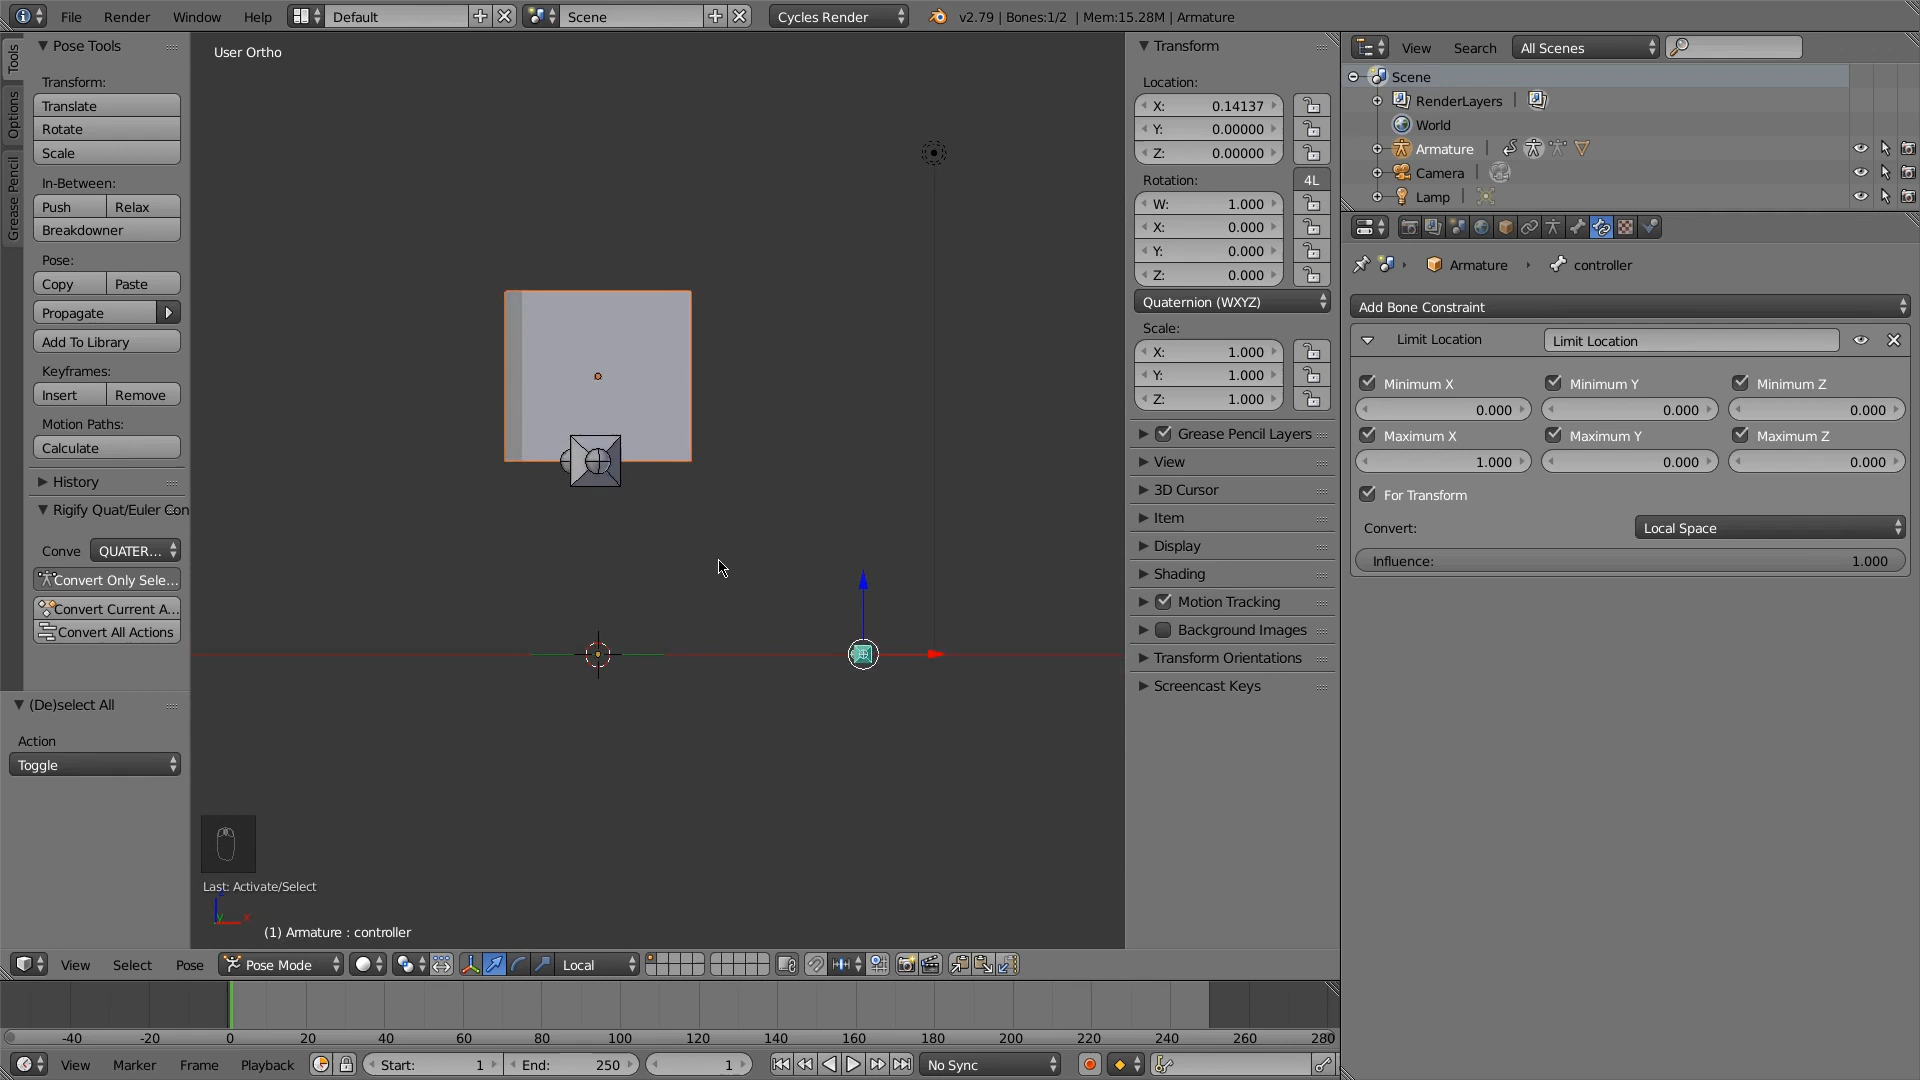 File Render Window Help Default Scene Cycles Render v2.79 | Bones:1/2 | Mem:15.28M | Armature
Tools
Options
Grease Pencil
Pose Tools
Transform:
Translate
Rotate
Scale
In-Between:
Push Relax
Breakdowner
Pose:
Copy Paste
Propagate
Add To Library
Keyframes:
Insert Remove
Motion Paths:
Calculate
History
Rigify Quat/Euler Con
Conve QUATER...
Convert Only Sele...
Convert Current A...
Convert All Actions
(De)select All
Action
Toggle
User Ortho
Last: Activate/Select
y x
(1) Armature : controller
Transform
Location:
X: 0.14137
Y: 0.00000
Z: 0.00000
Rotation: 4L
W: 1.000
X: 0.000
Y: 0.000
Z: 0.000
Quaternion (WXYZ)
Scale:
X: 1.000
Y: 1.000
Z: 1.000
Grease Pencil Layers
View
3D Cursor
Item
Display
Shading
Motion Tracking
Background Images
Transform Orientations
Screencast Keys
View Search All Scenes
Scene
RenderLayers |
World
Armature |
Camera |
Lamp |
Armature controller
Add Bone Constraint
Limit Location Limit Location
Minimum X Minimum Y Minimum Z
0.000 0.000 0.000
Maximum X Maximum Y Maximum Z
1.000 0.000 0.000
For Transform
Convert: Local Space
Influence: 1.000
View Select Pose Pose Mode Local
-40 -20 0 20 40 60 80 100 120 140 160 180 200 220 240 260 280
View Marker Frame Playback Start: 1 End: 250 1 No Sync